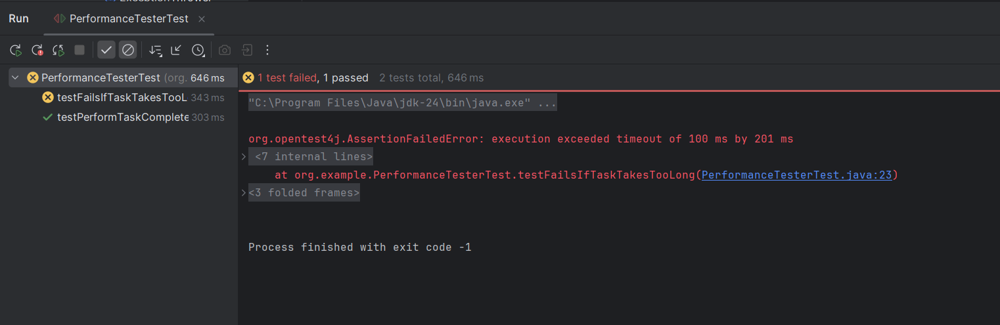 Run
PerformanceTesterTest
PerformanceTesterTest (org. 646 ms
testFailsIfTaskTakesTooL 343 ms
testPerformTaskComplete 303 ms
1 test failed, 1 passed 2 tests total, 646 ms
"C:\Program Files\Java\jdk-24\bin\java.exe" ...
org.opentest4j.AssertionFailedError: execution exceeded timeout of 100 ms by 201 ms
<7 internal lines>
at org.example.PerformanceTesterTest.testFailsIfTaskTakesTooLong(PerformanceTesterTest.java:23)
<3 folded frames>
Process finished with exit code -1